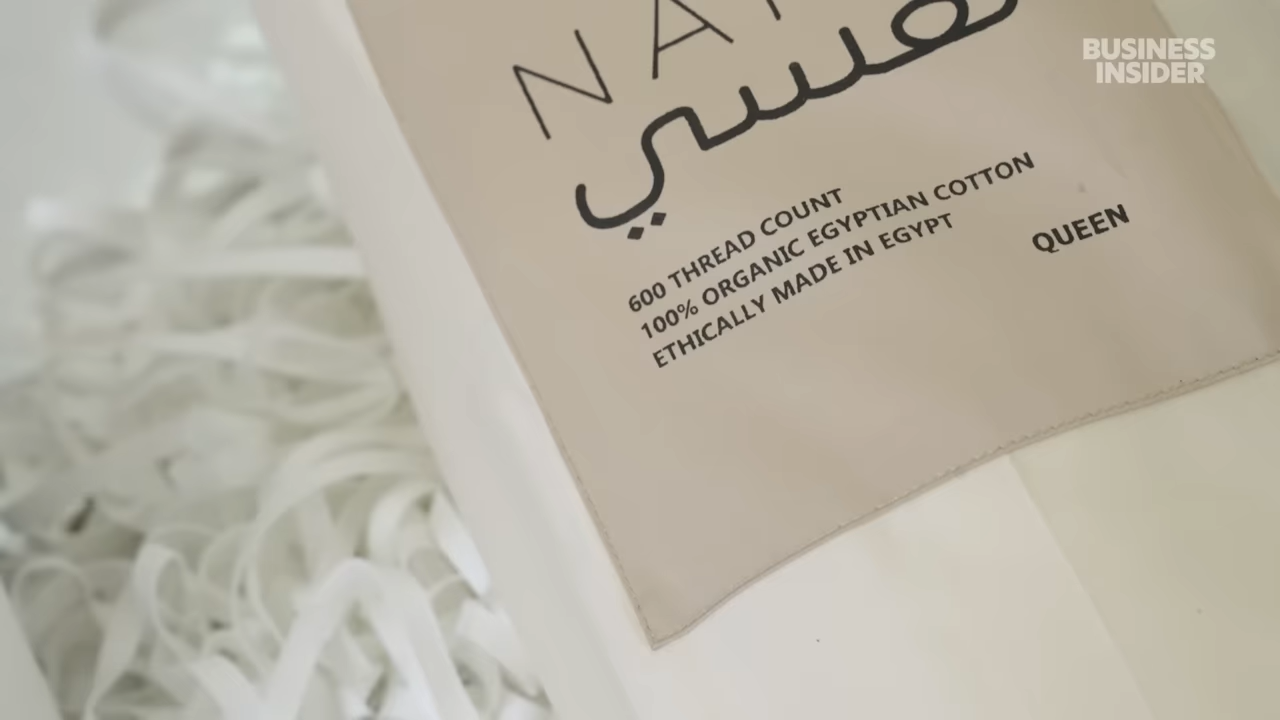 BUSINESS
INSIDER
600 THREAD COUNT
100% ORGANIC EGYPTIAN COTTON
ETHICALLY MADE IN EGYPT
QUEEN